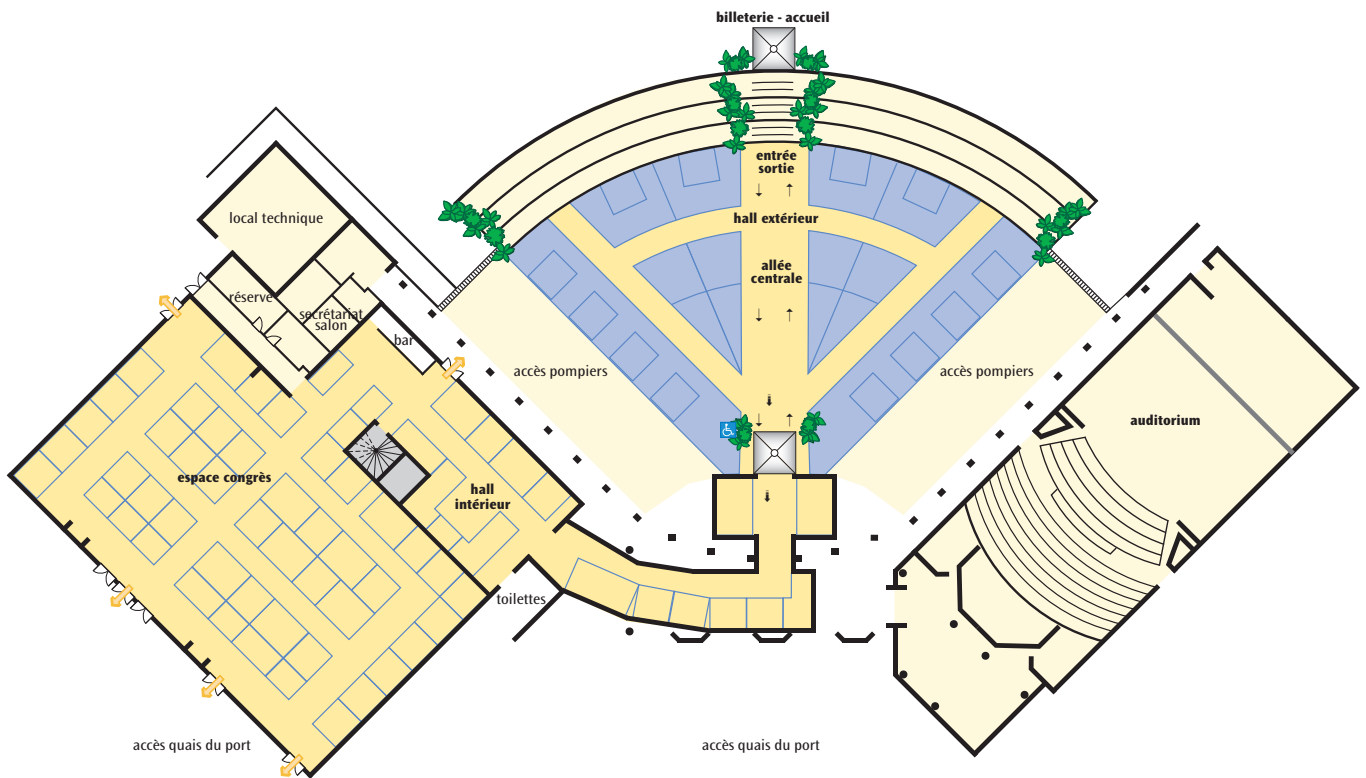 billeterie - accueil
entrée
sortie
local technique
hall extérieur
allée
centrale
réserve
secrétariat
salon
bar
accès pompiers
accès pompiers
auditorium
espace congrès
hall
intérieur
toilettes
accès quais du port
accès quais du port